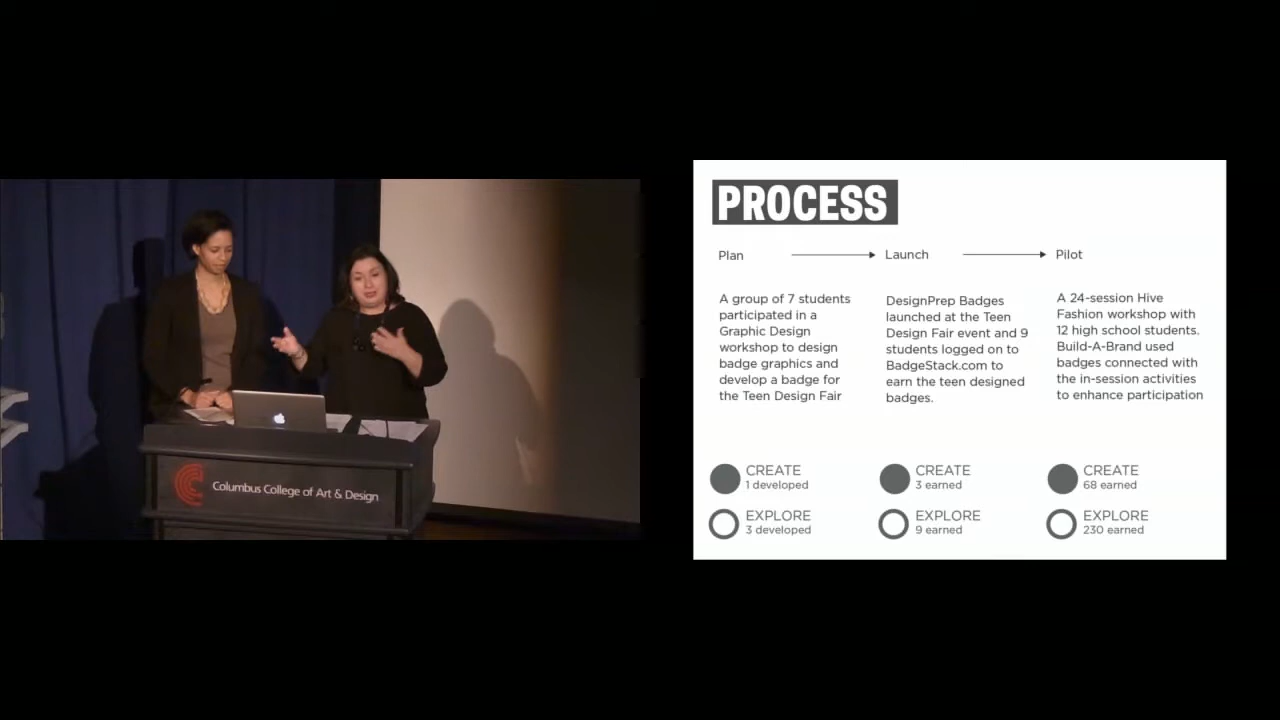 Columbus College of Art & Design
PROCESS
Plan
Launch
Pilot
A group of 7 students
participated in a
Graphic Design
workshop to design
badge graphics and
develop a badge for
the Teen Design Fair
DesignPrep Badges
launched at the Teen
Design Fair event and 9
students logged on to
BadgeStack.com to
earn the teen designed
badges.
A 24-session Hive
Fashion workshop with
12 high school students.
Build-A-Brand used
badges connected with
the in-session activities
to enhance participation
CREATE
1 developed
EXPLORE
3 developed
CREATE
3 earned
EXPLORE
9 earned
CREATE
68 earned
EXPLORE
230 earned